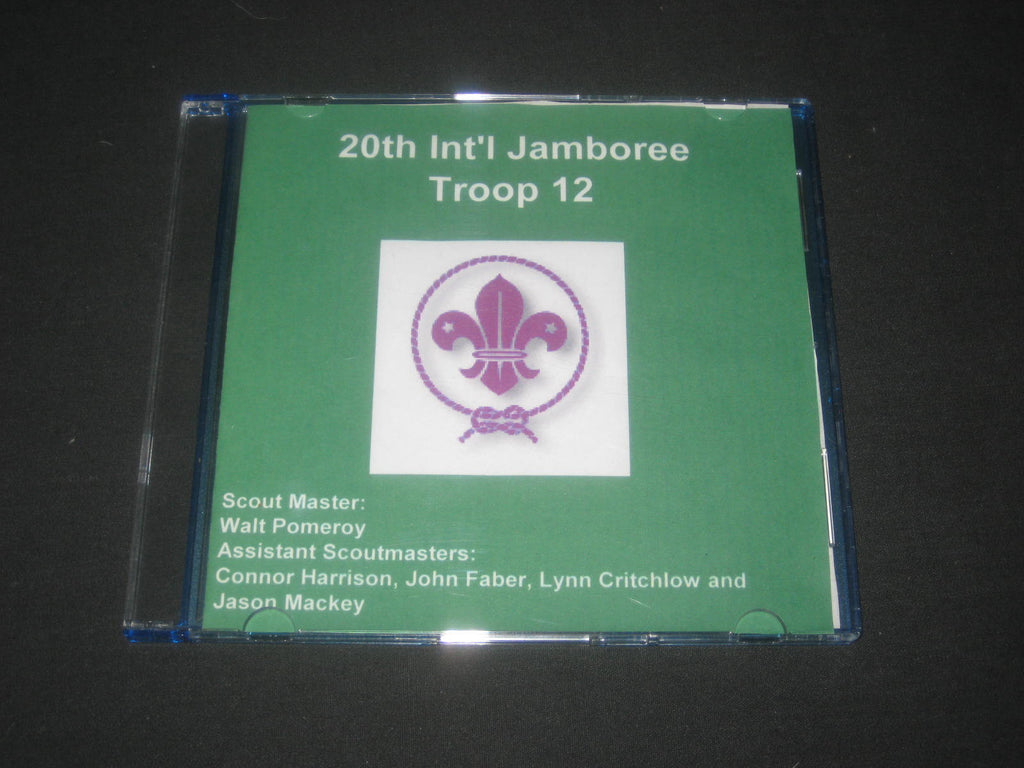 20th Int'l Jamboree
Troop 12
Scout Master:
Walt Pomeroy
Assistant Scoutmasters:
Connor Harrison, John Faber, Lynn Critchlow and
Jason Mackey